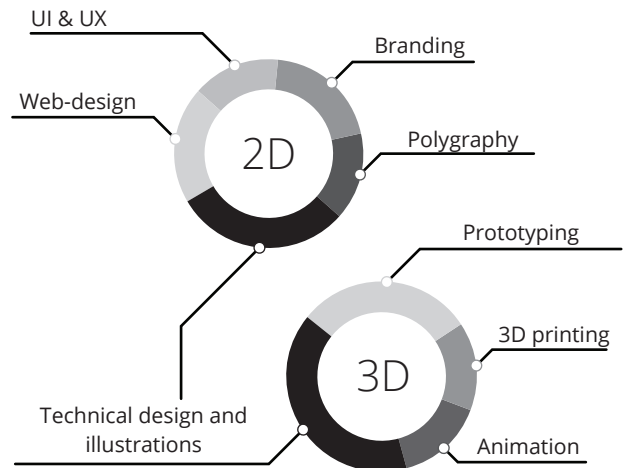 UI & UX
Branding
Web-design
2D
Polygraphy
Prototyping
3D printing
3D
Technical design and
illustrations
Animation